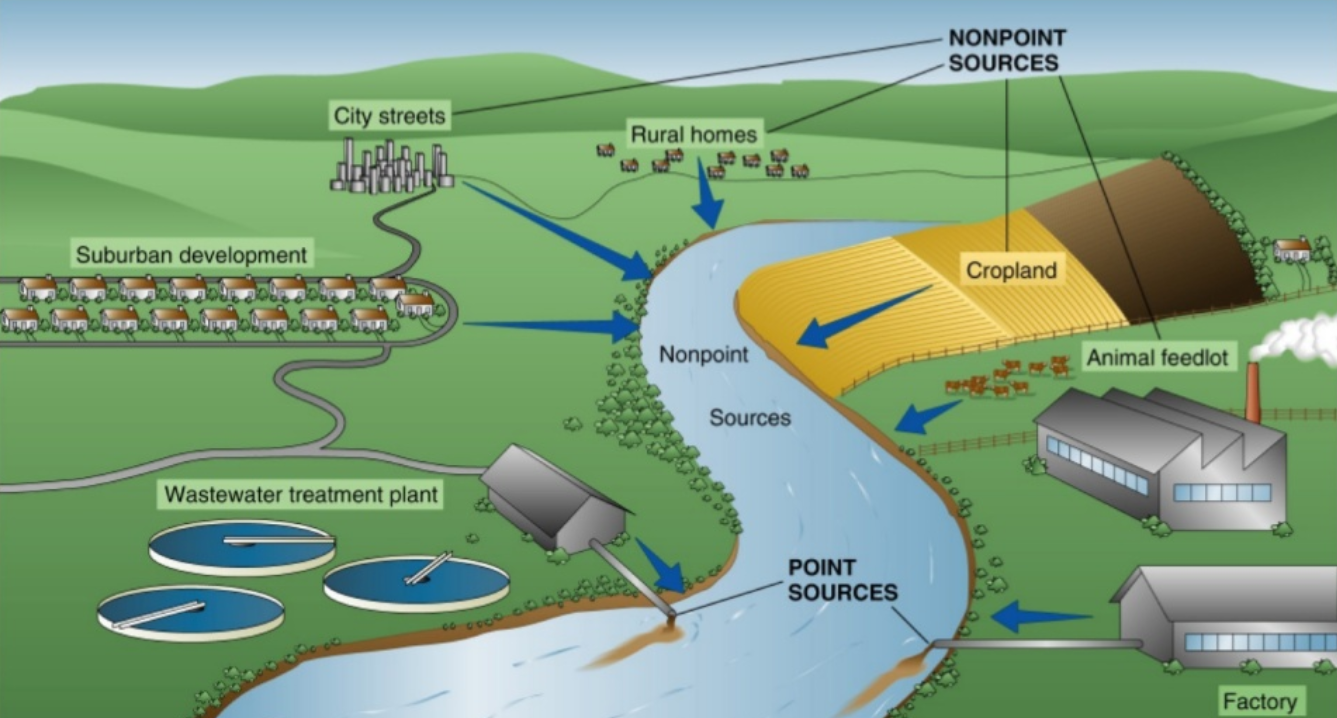 NONPOINT
SOURCES
City streets
Rural homes
Suburban development
Cropland
Nonpoint
Animal feedlot
Sources
Wastewater treatment plant
POINT
SOURCES
Factory